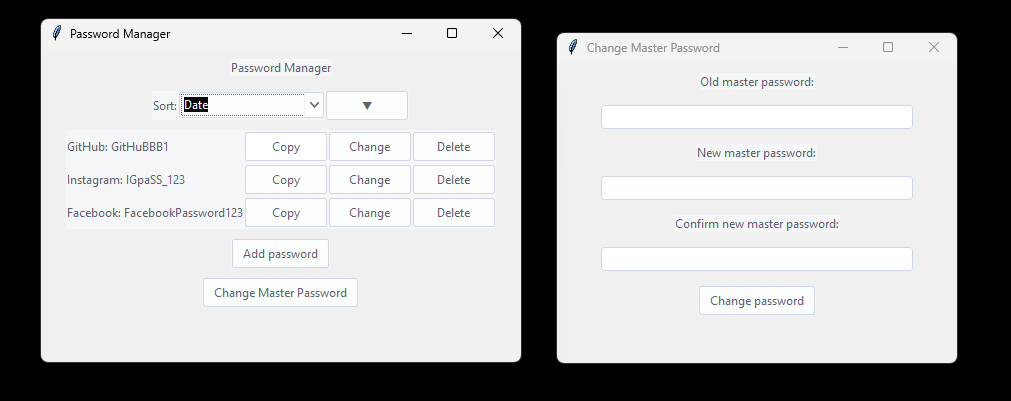 Password Manager
Password Manager
Sort: Date ▼
GitHub: GitHuBBB1 Copy Change Delete
Instagram: IGpaSS_123 Copy Change Delete
Facebook: FacebookPassword123 Copy Change Delete
Add password
Change Master Password
Change Master Password
Old master password:
New master password:
Confirm new master password:
Change password